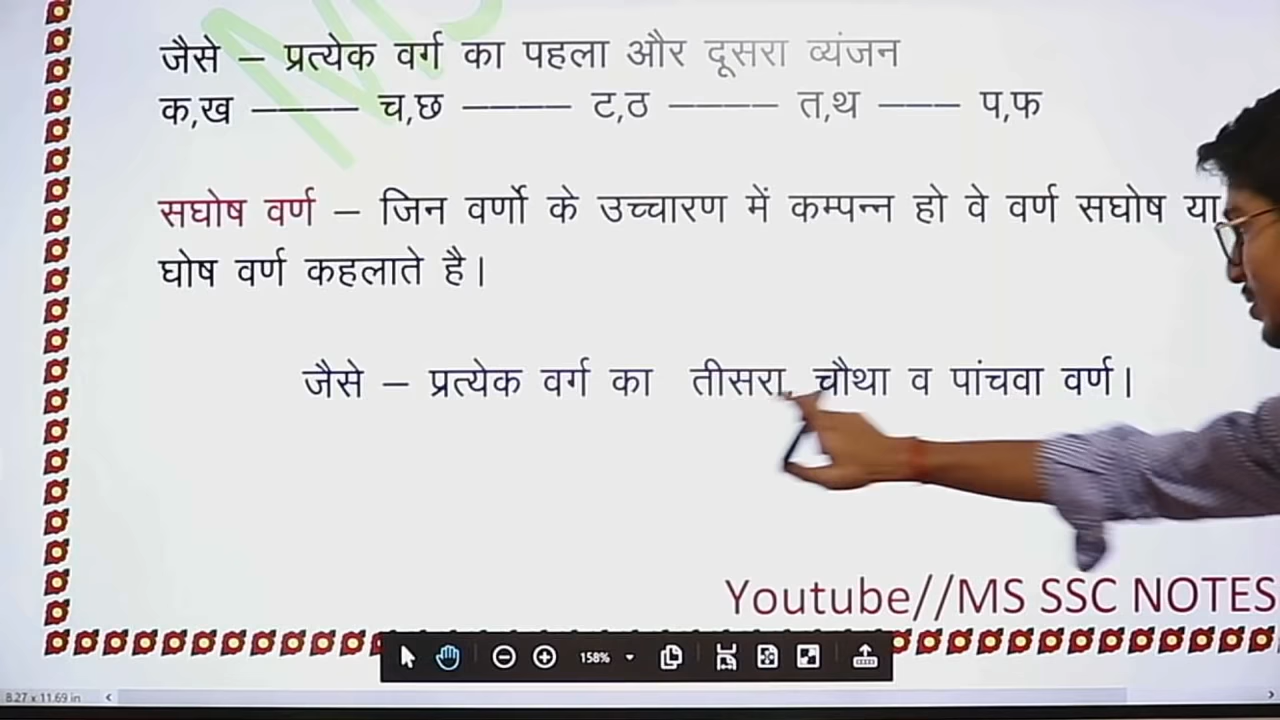 जैसे – प्रत्येक वर्ग का पहला और दूसरा व्यंजन
क,ख ––––– च,छ ––––– ट,ठ ––––– त,थ –––– प,फ
सघोष वर्ण – जिन वर्णो के उच्चारण में कम्पन्न हो वे वर्ण सघोष या
घोष वर्ण कहलाते है।
जैसे – प्रत्येक वर्ग का तीसरा, चौथा व पांचवा वर्ण।
Youtube//MS SSC NOTES
158%
8.27 x 11.69 in